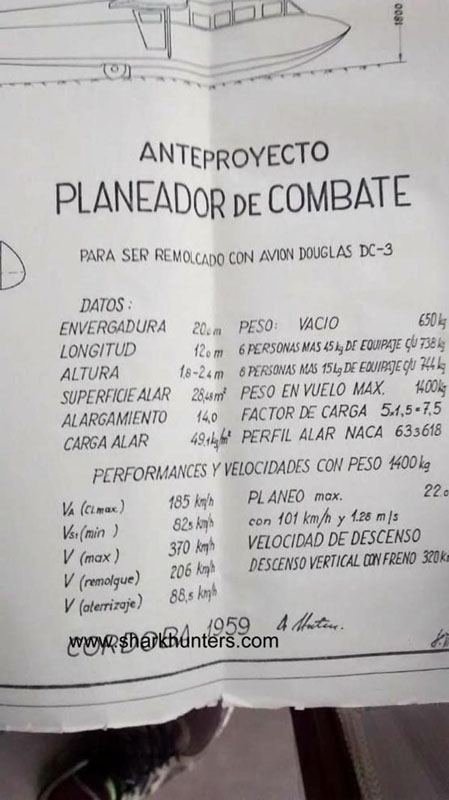 1800
ANTEPROYECTO
PLANEADOR DE COMBATE
PARA SER REMOLCADO CON AVION DOUGLAS DC-3
DATOS:
ENVERGADURA 20,0 m
LONGITUD 12,0 m
ALTURA 1,8-2,4 m
SUPERFICIE ALAR 28,48 m²
ALARGAMIENTO 14,0
CARGA ALAR 49,1 kg/m²
PESO: VACIO 650 kg
6 PERSONAS MAS 45 kg DE EQUIPAJE C/U 738 kg
8 PERSONAS MAS 15 kg DE EQUIPAJE C/U 744 kg
PESO EN VUELO MAX. 1400 kg
FACTOR DE CARGA 5x1,5=7,5
PERFIL ALAR NACA 633618
PERFORMANCES Y VELOCIDADES CON PESO 1400 kg
VA (CL max.) 185 km/h
VS1 (min) 82,5 km/h
V (max) 370 km/h
V (remolque) 206 km/h
V (aterrizaje) 88,5 km/h
PLANEO max. 22,0
con 101 km/h y 1.28 m/s
VELOCIDAD DE DESCENSO
DESCENSO VERTICAL CON FRENO 320 k
CORDOBA 1959
www.sharkhunters.com